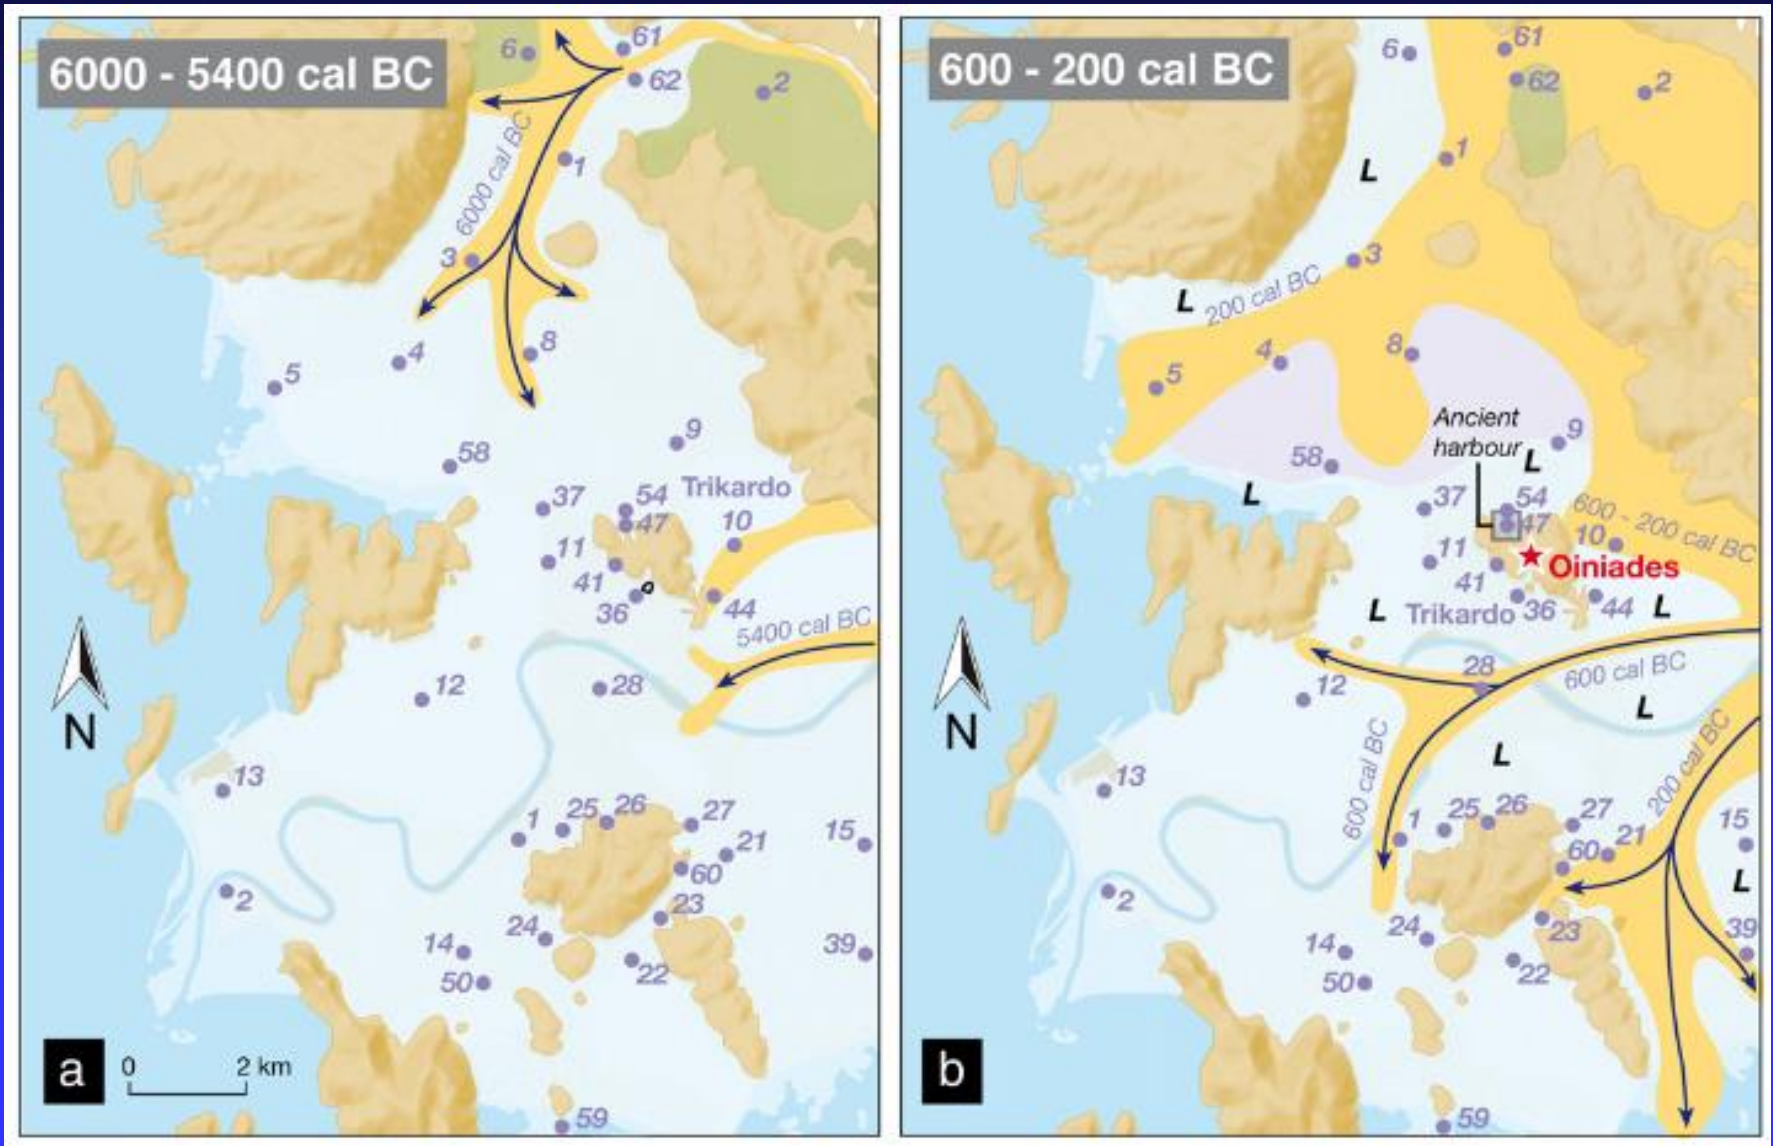 6000 - 5400 cal BC
6
61
62
2
1
6000 cal BC
3
8
4
5
9
58
37
54
Trikardo
47
10
11
41
36
44
5400 cal BC
28
12
N
13
1
25
26
27
21
15
60
2
23
24
14
39
22
50
a
0
2 km
59
600 - 200 cal BC
6
61
62
2
1
L
3
L
200 cal BC
4
8
5
Ancient
harbour
9
58
L
L
37
54
47
600 - 200 cal BC
10
11
Oiniades
41
L
Trikardo
36
44
L
28
600 cal BC
12
N
L
200 cal BC
600 cal BC
L
13
1
25
26
27
21
15
60
L
2
23
24
39
14
22
50
b
59